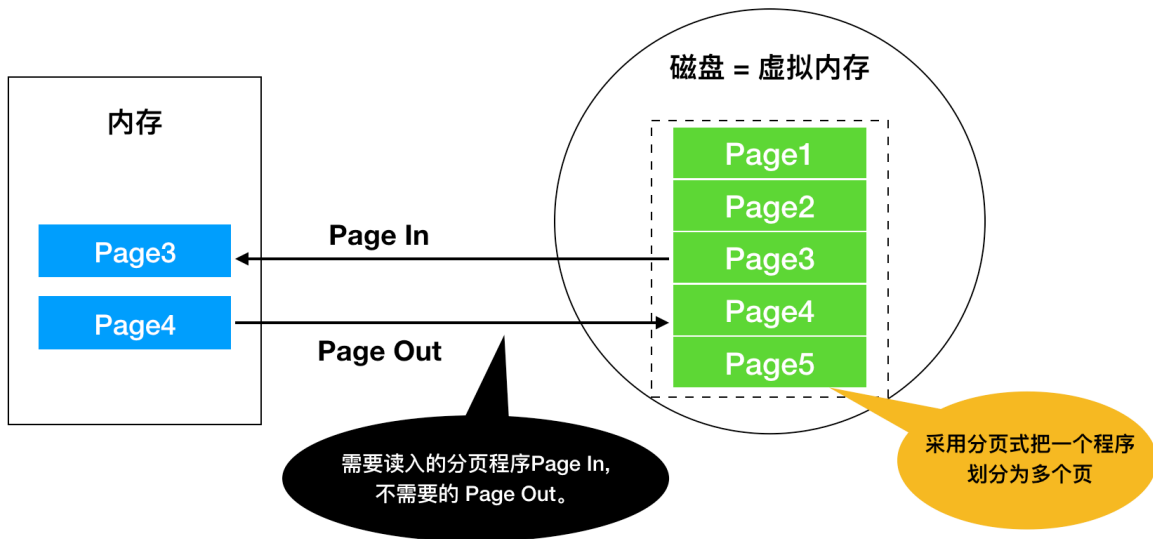 内存
Page3
Page4
Page In
Page Out
磁盘 = 虚拟内存
Page1
Page2
Page3
Page4
Page5
需要读入的分页程序Page In,
不需要的 Page Out。
采用分页式把一个程序
划分为多个页